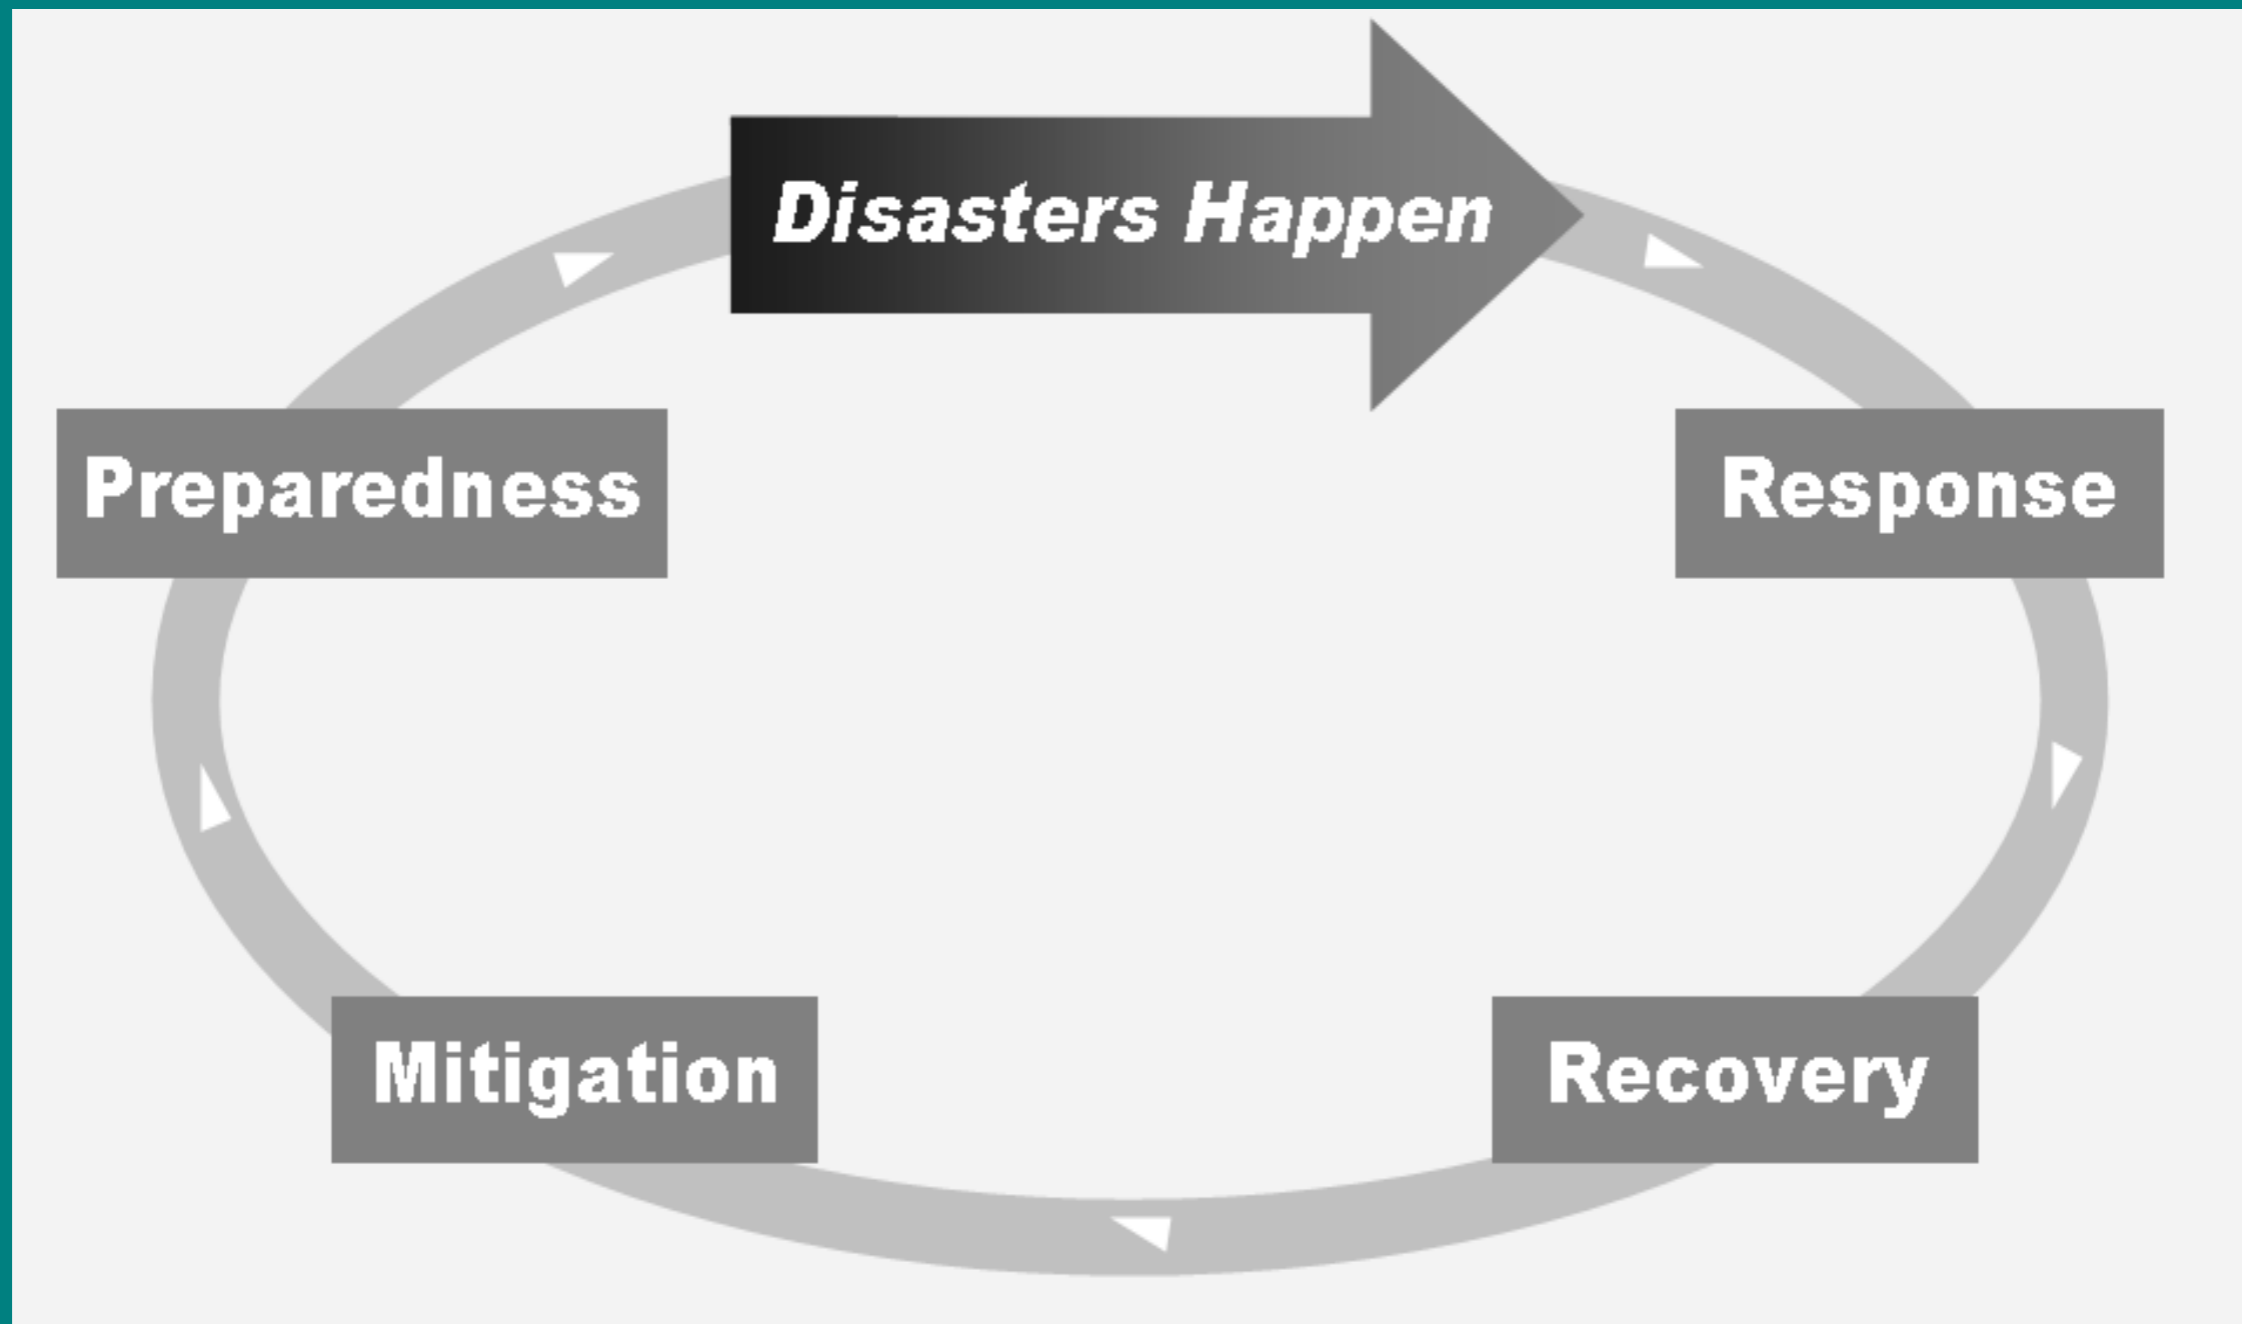 Disasters Happen
Preparedness
Response
Mitigation
Recovery